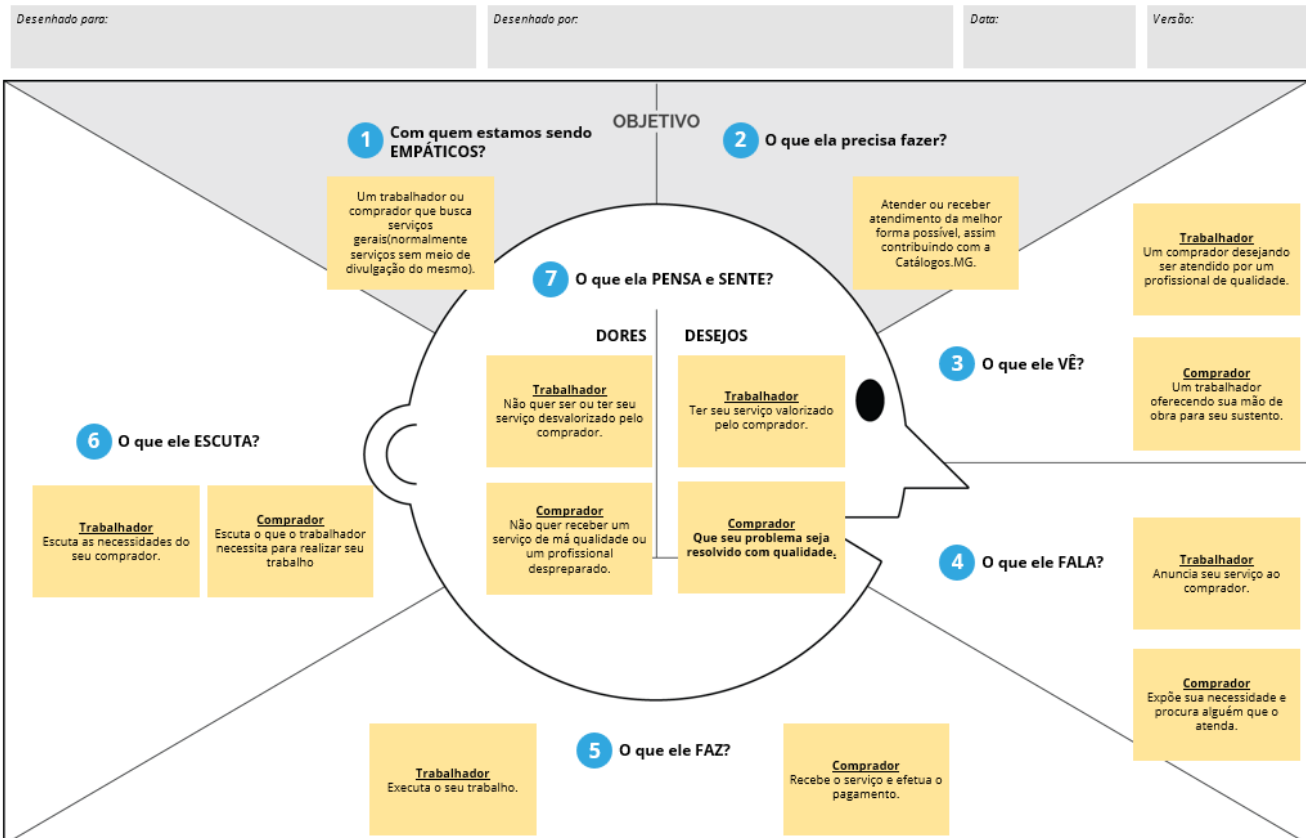 Desenhado para:
Desenhado por:
Data:
Versão:
OBJETIVO
1
Com quem estamos sendo
EMPÁTICOS?
Um trabalhador ou
comprador que busca
serviços
gerais(normalmente
serviços sem meio de
divulgação do mesmo).
2
O que ela precisa fazer?
Atender ou receber
atendimento da melhor
forma possível, assim
contribuindo com a
Catálogos.MG.
3
O que ele VÊ?
Trabalhador
Um comprador desejando
ser atendido por um
profissional de qualidade.
Comprador
Um trabalhador
oferecendo sua mão de
obra para seu sustento.
4
O que ele FALA?
Trabalhador
Anuncia seu serviço ao
comprador.
Comprador
Expõe sua necessidade e
procura alguém que o
atenda.
5
O que ele FAZ?
Trabalhador
Executa o seu trabalho.
Comprador
Recebe o serviço e efetua o
pagamento.
6
O que ele ESCUTA?
Trabalhador
Escuta as necessidades do
seu comprador.
Comprador
Escuta o que o trabalhador
necessita para realizar seu
trabalho
7
O que ela PENSA e SENTE?
DORES
Trabalhador
Não quer ser ou ter seu
serviço desvalorizado pelo
comprador.
Comprador
Não quer receber um
serviço de má qualidade ou
um profissional
despreparado.
DESEJOS
Trabalhador
Ter seu serviço valorizado
pelo comprador.
Comprador
Que seu problema seja
resolvido com qualidade.